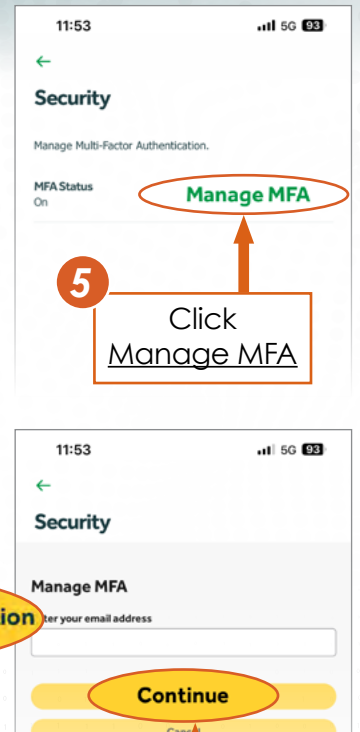 11:53 5G 93
←
Security
Manage Multi-Factor Authentication.
MFA Status
On
Manage MFA
5
Click
Manage MFA
11:53 5G 93
←
Security
Manage MFA
ter your email address
Continue